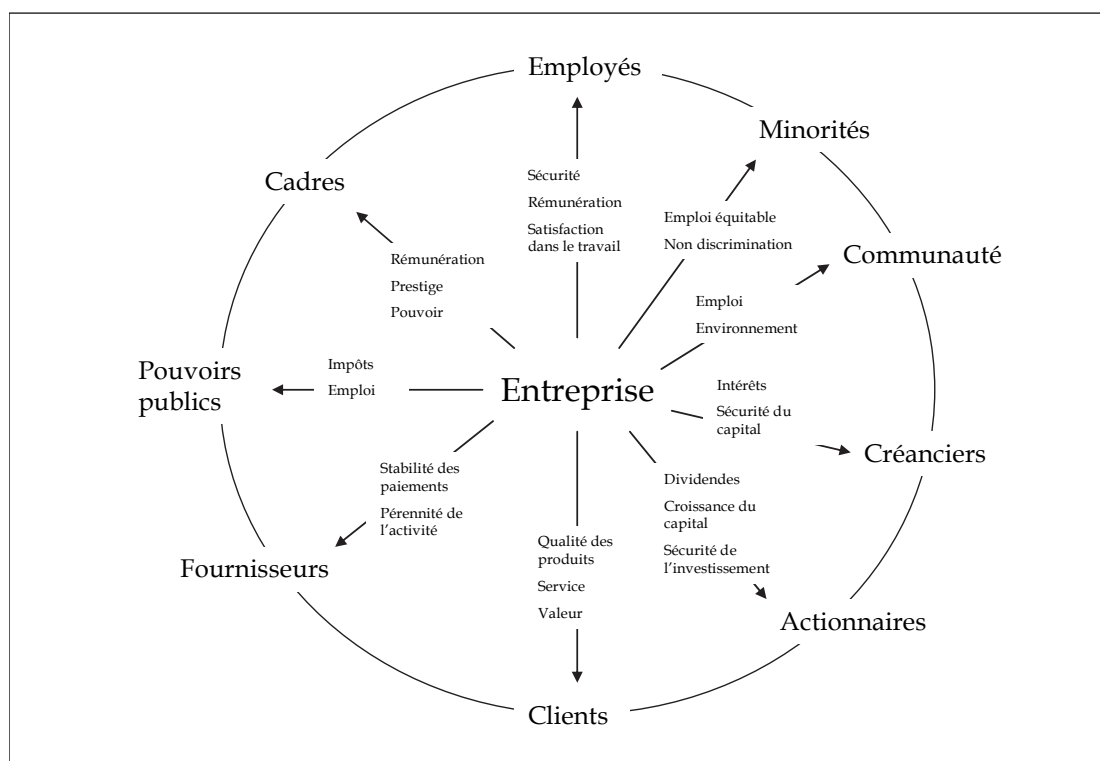 Employés
Minorités
Cadres
Sécurité
Rémunération
Satisfaction
dans le travail
Emploi équitable
Non discrimination
Communauté
Rémunération
Prestige
Pouvoir
Emploi
Environnement
Pouvoirs
publics
Impôts
Emploi
Entreprise
Intérêts
Sécurité du
capital
Créanciers
Stabilité des
paiements
Pérennité de
l'activité
Dividendes
Croissance du
capital
Sécurité de
l'investissement
Fournisseurs
Qualité des
produits
Service
Valeur
Actionnaires
Clients